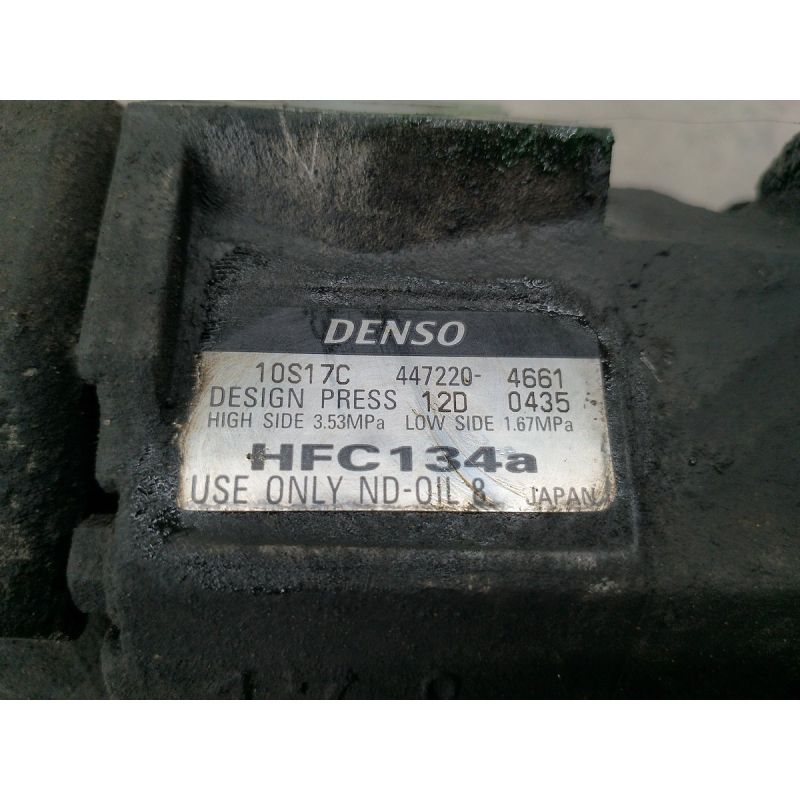 DENSO
10S17C 447220- 4661
DESIGN PRESS 12D 0435
HIGH SIDE 3.53MPa LOW SIDE 1.67MPa
HFC134a
USE ONLY ND-OIL 8 JAPAN